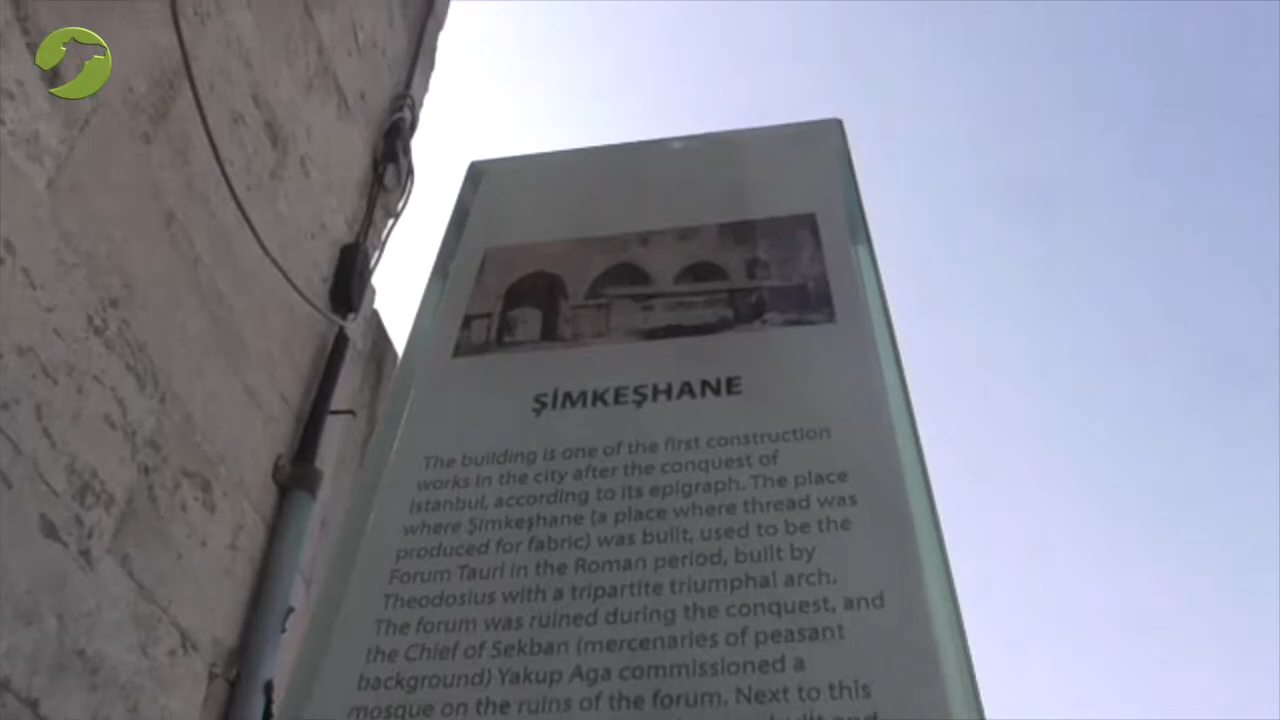 ŞİMKEŞHANE
The building is one of the first construction
works in the city after the conquest of
Istanbul, according to its epigraph. The place
where Şimkeşhane (a place where thread was
produced for fabric) was built, used to be the
Forum Tauri in the Roman period, built by
Theodosius with a tripartite triumphal arch.
The forum was ruined during the conquest, and
the Chief of Sekban (mercenaries of peasant
background) Yakup Aga commissioned a
mosque on the ruins of the forum. Next to this
built and